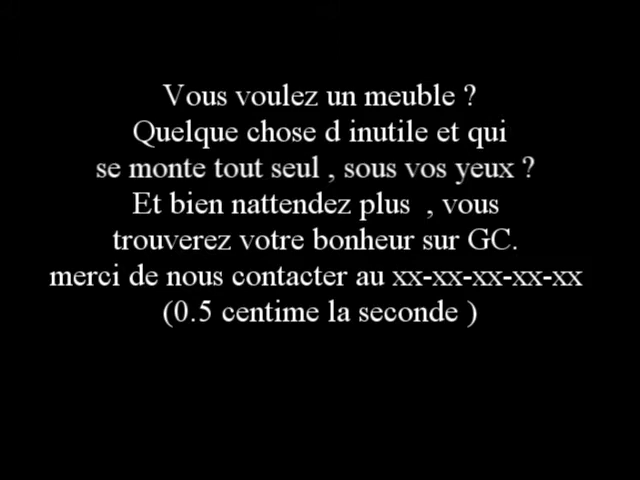 Vous voulez un meuble ?
Quelque chose d inutile et qui
se monte tout seul , sous vos yeux ?
Et bien nattendez plus  , vous
trouverez votre bonheur sur GC.
merci de nous contacter au xx-xx-xx-xx-xx
(0.5 centime la seconde )